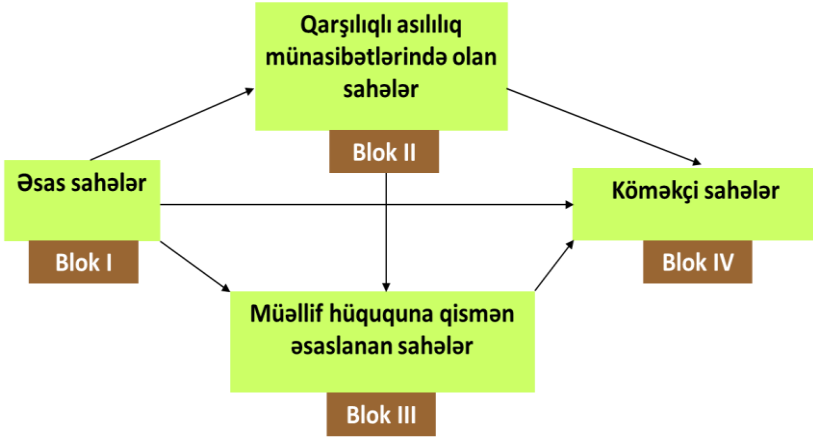 Qarşılıqlı asılılıq
münasibətlərində olan
sahələr
Blok II
Əsas sahələr
Blok I
Köməkçi sahələr
Blok IV
Müəllif hüququna qismən
əsaslanan sahələr
Blok III